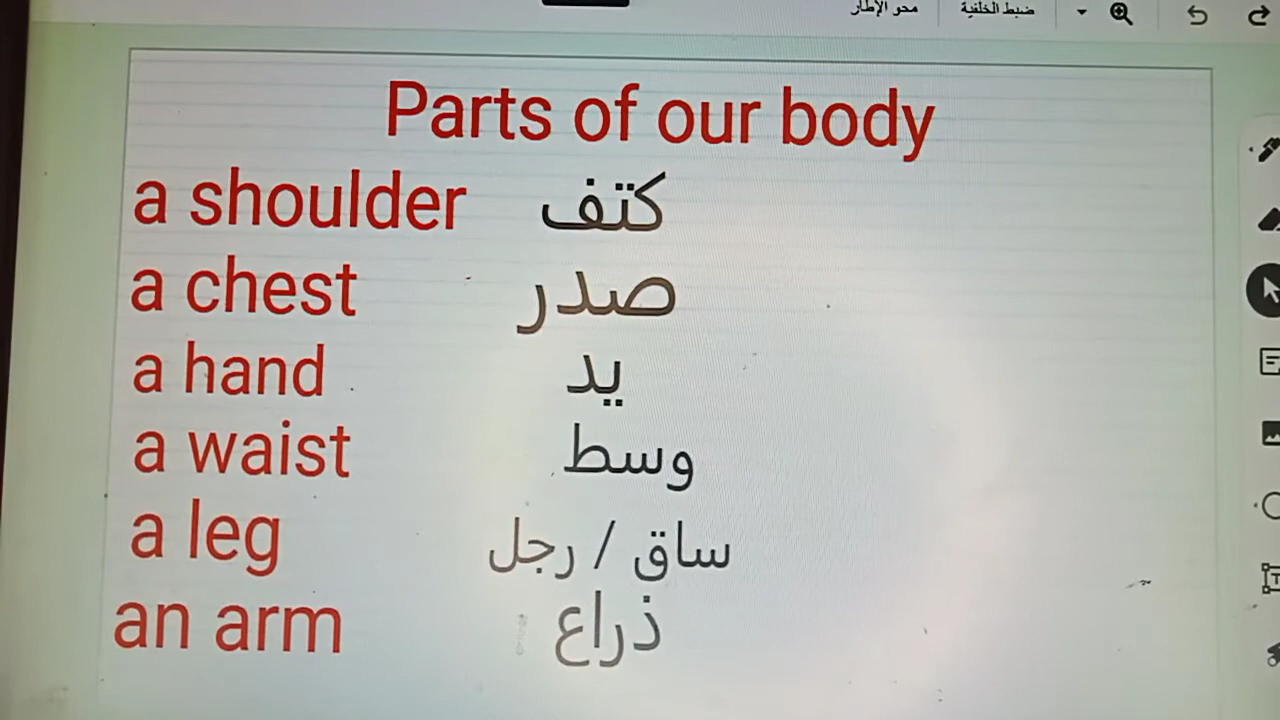 محو الإطار ضبط الخلفية
Parts of our body
a shoulder كتف
a chest صدر
a hand يد
a waist وسط
a leg ساق / رجل
an arm ذراع